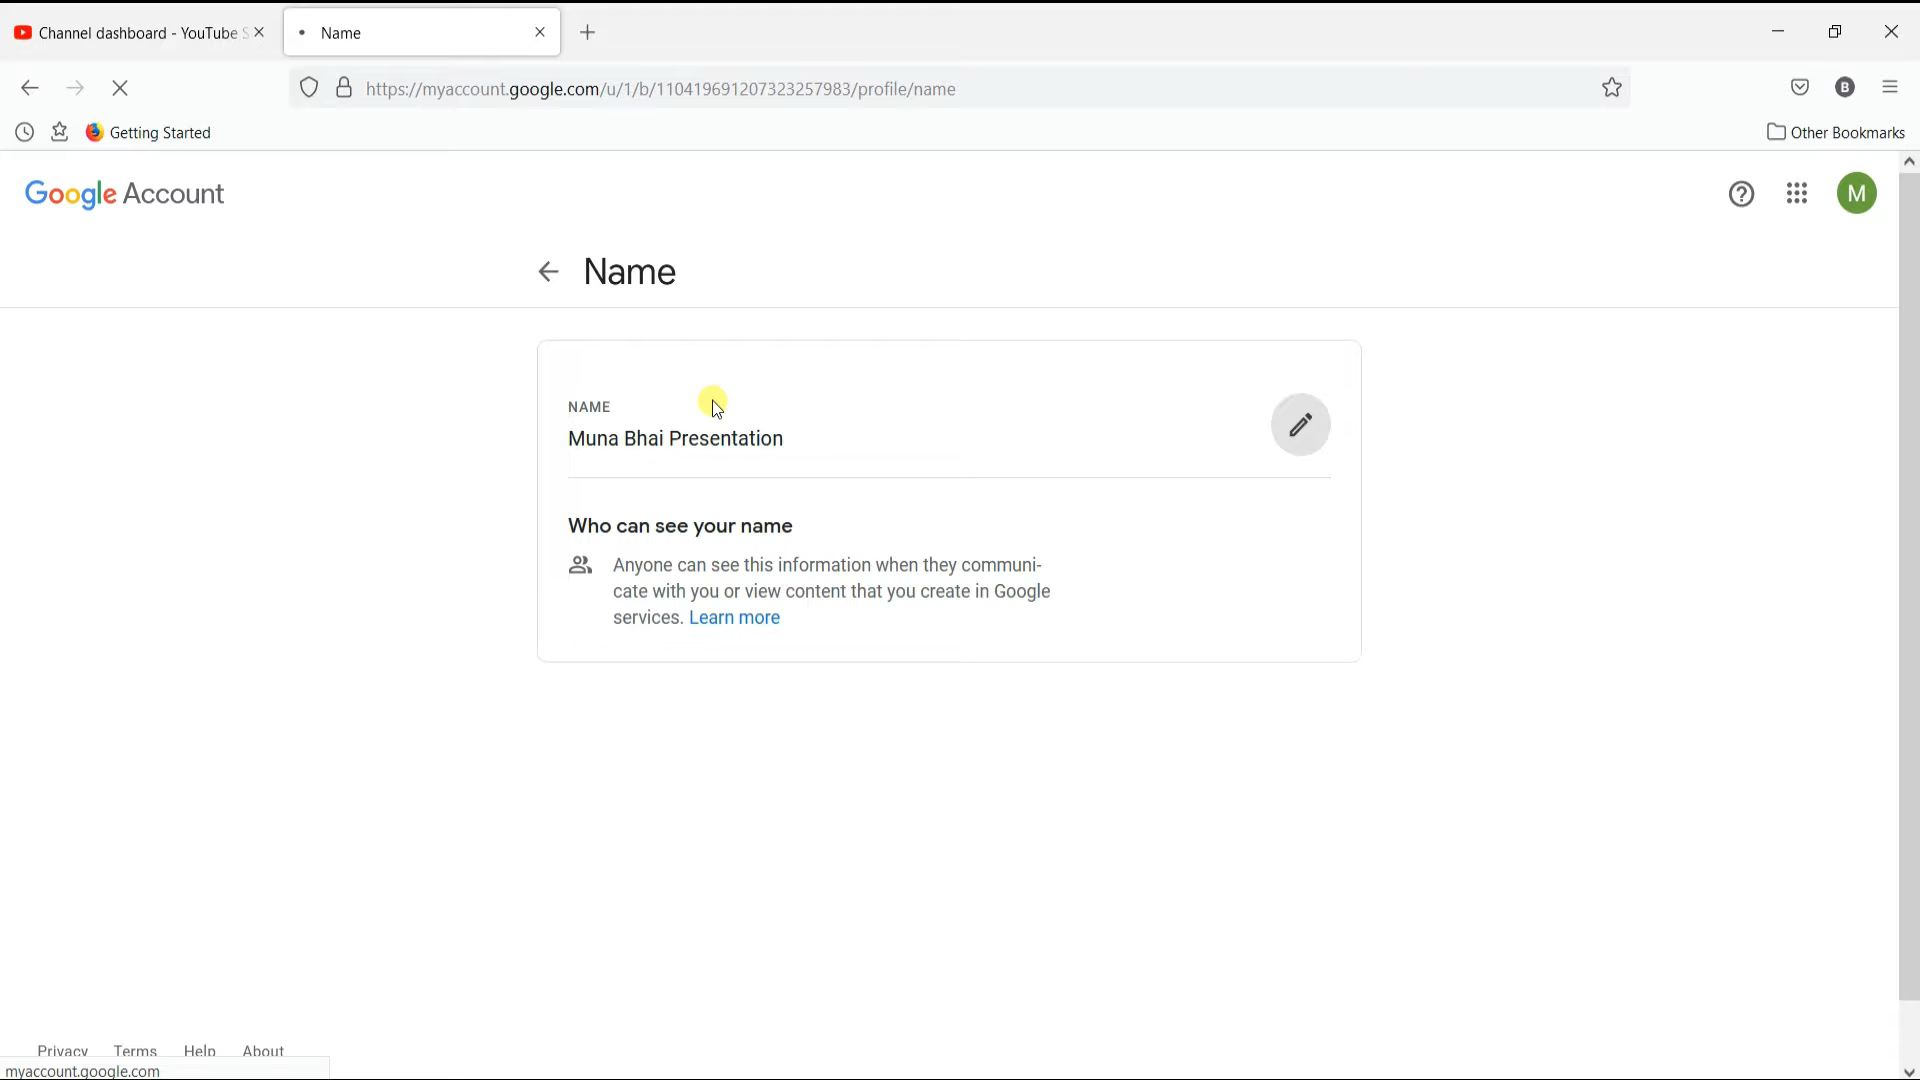 Channel dashboard - YouTube S
Name
https://myaccount.google.com/u/1/b/110419691207323257983/profile/name
B
Getting Started
Other Bookmarks
Google Account
M
Name
NAME
Muna Bhai Presentation
Who can see your name
Anyone can see this information when they communi-
cate with you or view content that you create in Google
services. Learn more
Privacy Terms Help About
myaccount.google.com